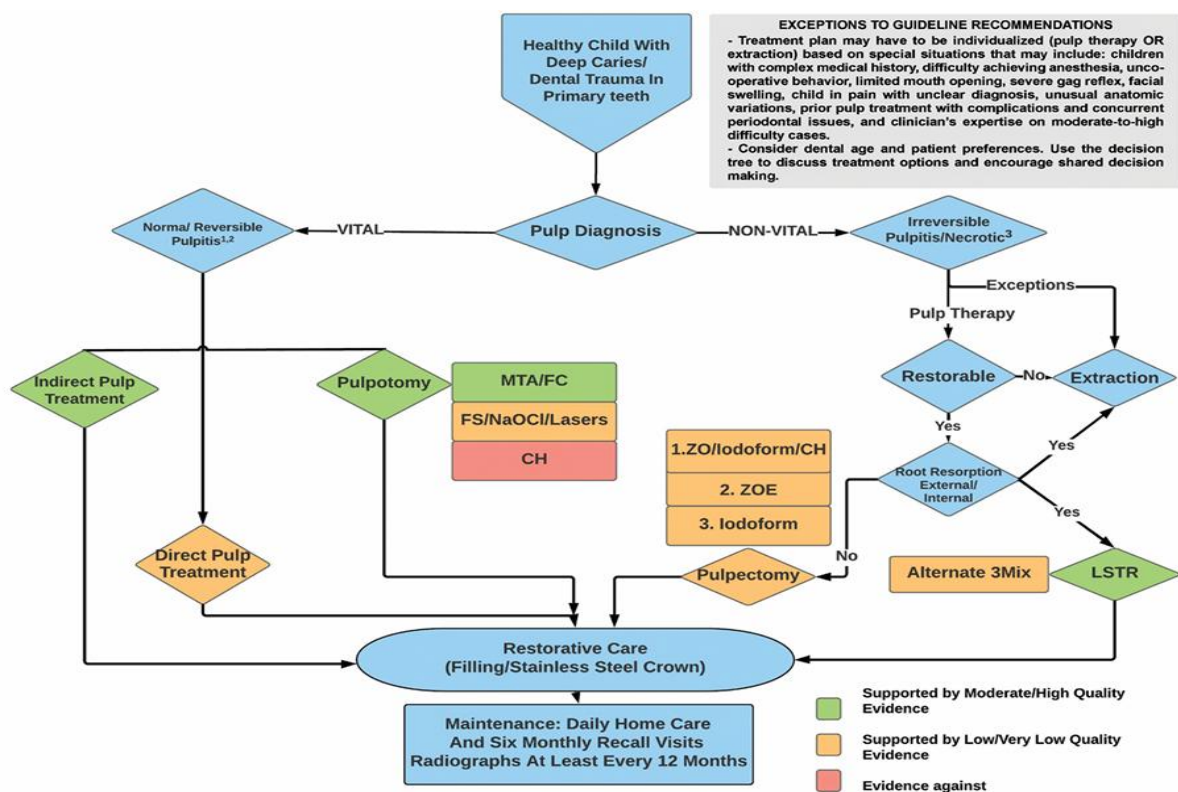 Healthy Child With
Deep Caries/
Dental Trauma In
Primary teeth
EXCEPTIONS TO GUIDELINE RECOMMENDATIONS
- Treatment plan may have to be individualized (pulp therapy OR
extraction) based on special situations that may include: children
with complex medical history, difficulty achieving anesthesia, unco-
operative behavior, limited mouth opening, severe gag reflex, facial
swelling, child in pain with unclear diagnosis, unusual anatomic
variations, prior pulp treatment with complications and concurrent
periodontal issues, and clinician's expertise on moderate-to-high
difficulty cases.
- Consider dental age and patient preferences. Use the decision
tree to discuss treatment options and encourage shared decision
making.
Norma/ Reversible
Pulpitis1,2
VITAL
Pulp Diagnosis
NON-VITAL
Irreversible
Pulpitis/Necrotic3
Exceptions
Pulp Therapy
Indirect Pulp
Treatment
Pulpotomy
MTA/FC
FS/NaOCl/Lasers
CH
Restorable
No
Extraction
Yes
Yes
1.ZO/Iodoform/CH
2. ZOE
3. Iodoform
Root Resorption
External/
Internal
Yes
No
Direct Pulp
Treatment
Pulpectomy
Alternate 3Mix
LSTR
Restorative Care
(Filling/Stainless Steel Crown)
Maintenance: Daily Home Care
And Six Monthly Recall Visits
Radiographs At Least Every 12 Months
Supported by Moderate/High Quality
Evidence
Supported by Low/Very Low Quality
Evidence
Evidence against